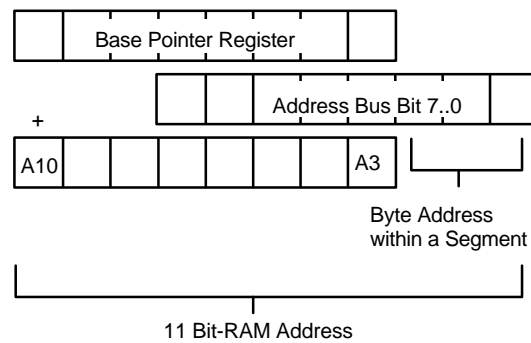 Base Pointer Register
Address Bus Bit 7..0
+
A10
A3
Byte Address
within a Segment
11 Bit-RAM Address